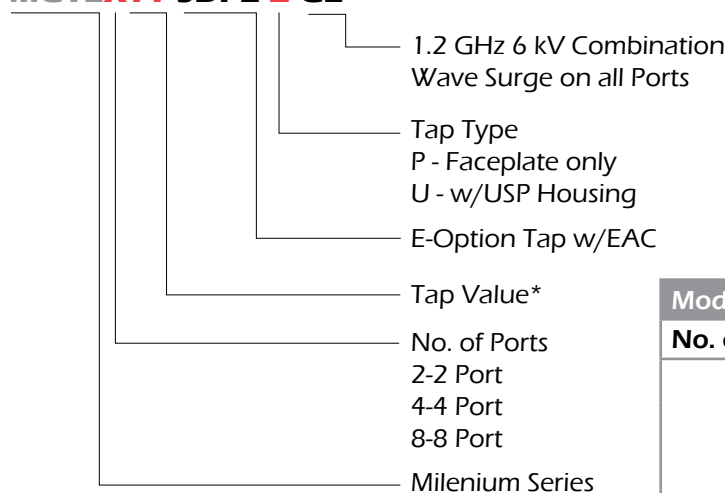 1.2 GHz 6 kV Combination
Wave Surge on all Ports
Tap Type
P - Faceplate only
U - w/USP Housing
E-Option Tap w/EAC
Tap Value*
No. of Ports
2-2 Port
4-4 Port
8-8 Port
Milenium Series
No.